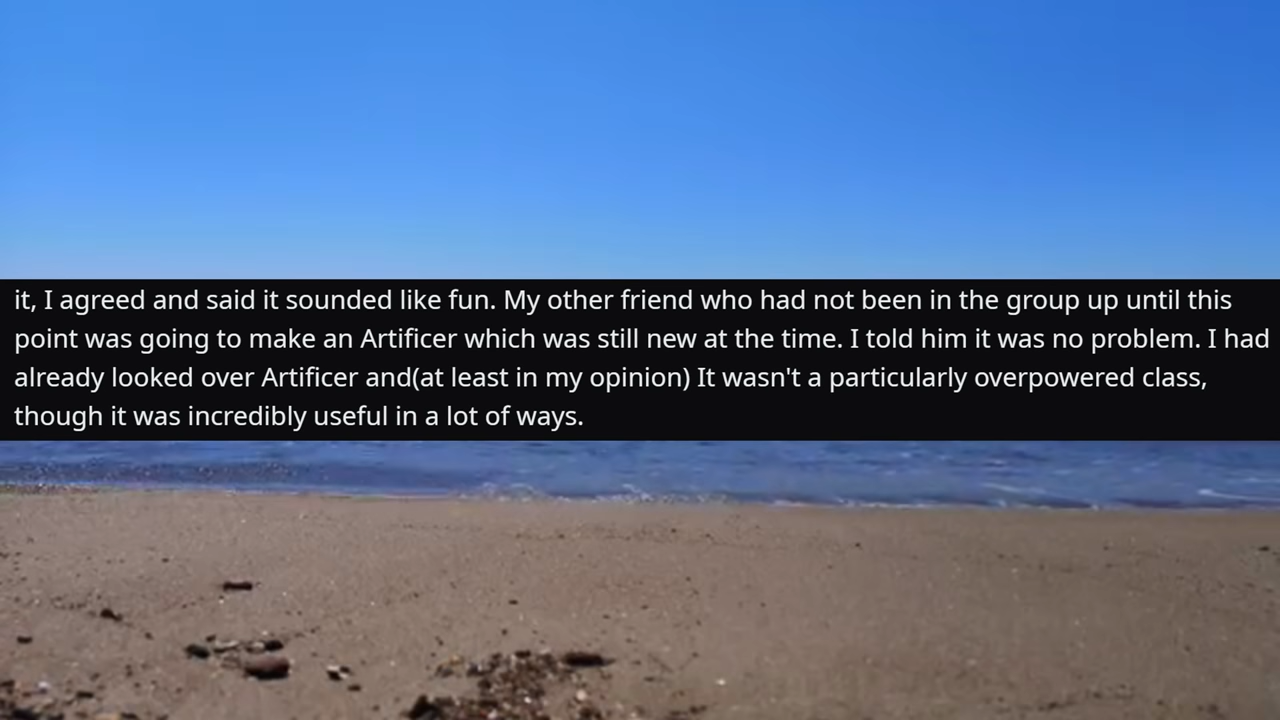 it, I agreed and said it sounded like fun. My other friend who had not been in the group up until this
point was going to make an Artificer which was still new at the time. I told him it was no problem. I had
already looked over Artificer and(at least in my opinion) It wasn't a particularly overpowered class,
though it was incredibly useful in a lot of ways.